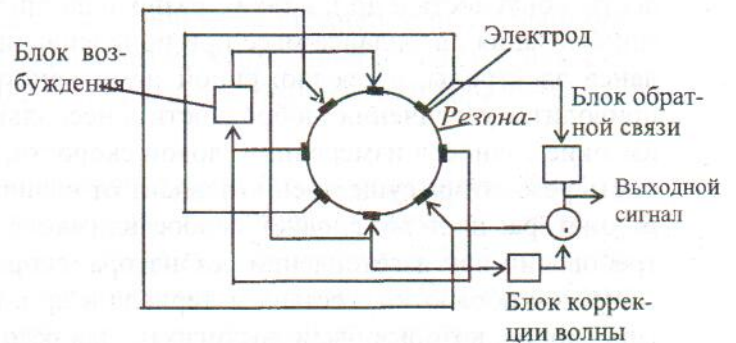 Электрод
Блок воз-
буждения
Блок обрат-
ной связи
Резона-
Выходной
сигнал
Блок коррек-
ции волны